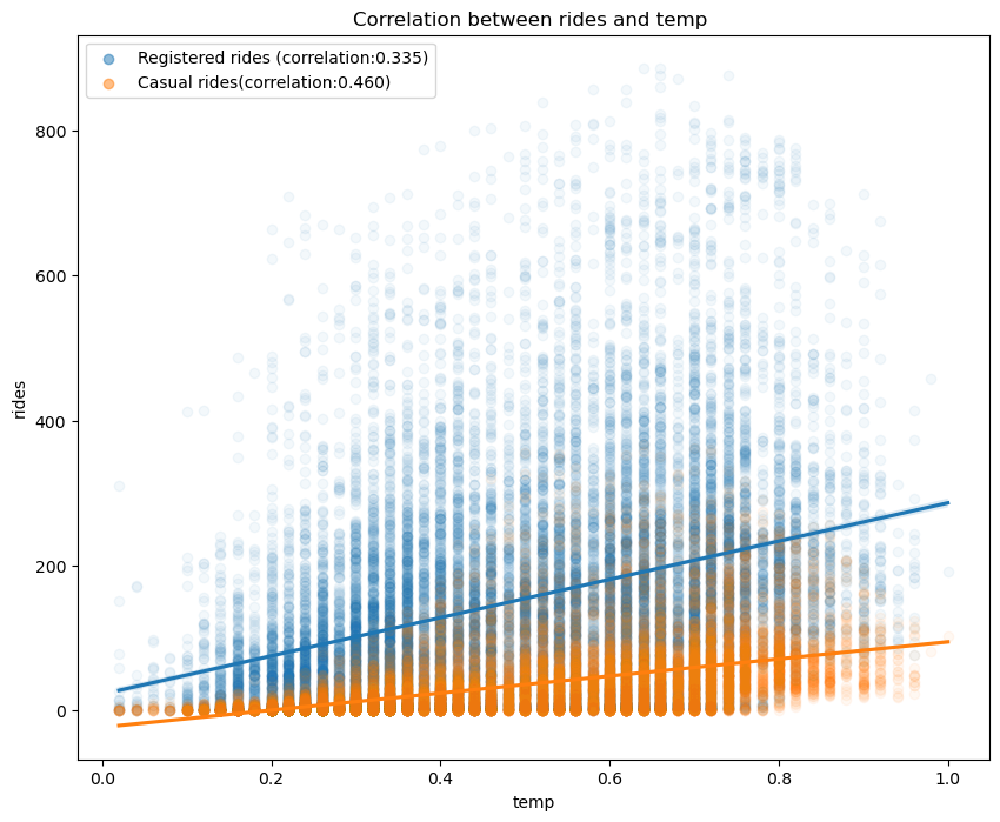 Correlation between rides and temp
Registered rides (correlation:0.335)
Casual rides(correlation:0.460)
800
600
400
200
0
rides
0.0 0.2 0.4 0.6 0.8 1.0
temp